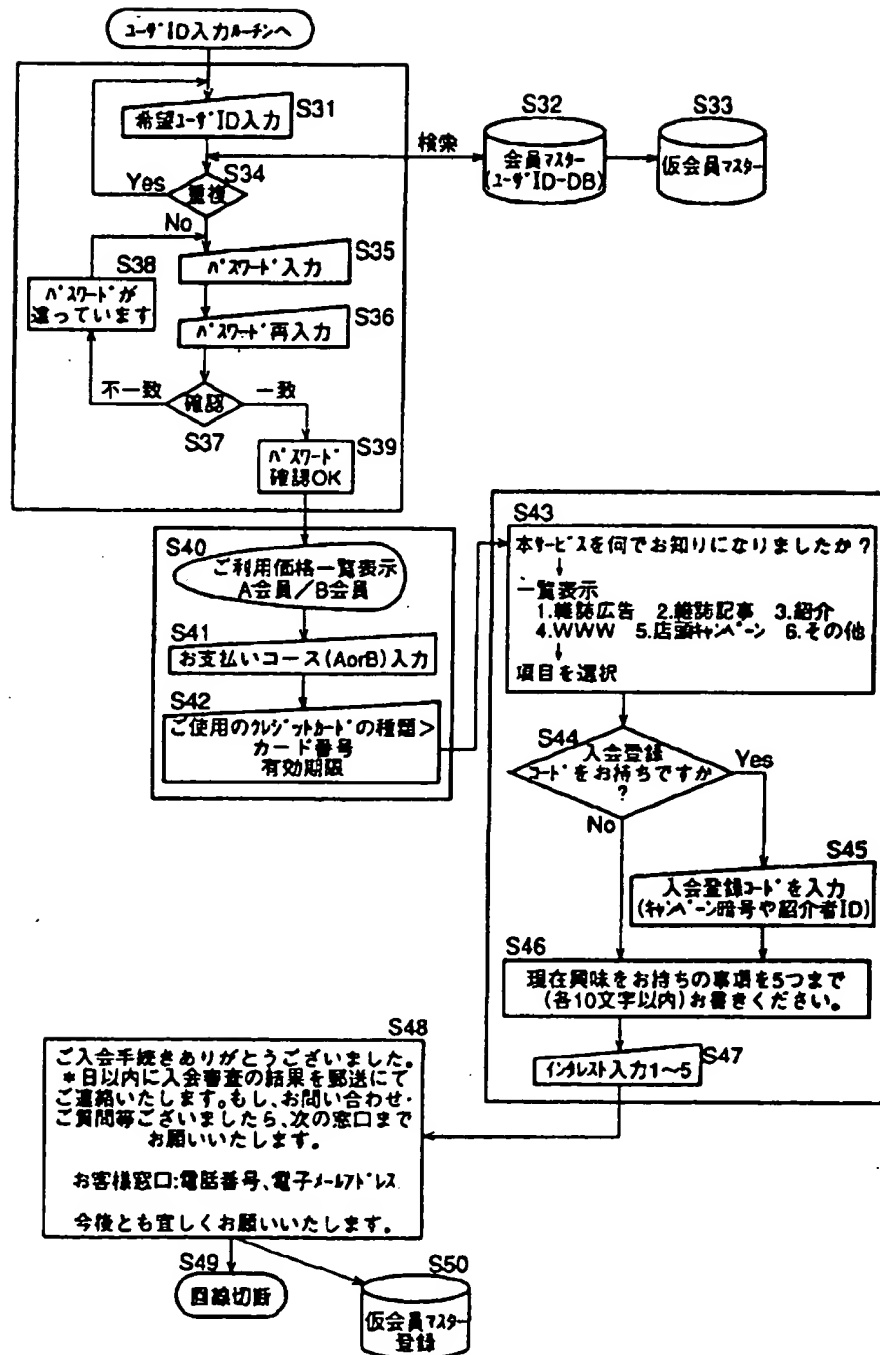 ユーザID入力ルーチンへ
S31
希望ユーザID入力
検索
S32
会員マスター
(ユーザID-DB)
S33
仮会員マスター
S34
Yes
重複
No
S35
パスワード入力
S38
パスワードが
違っています
S36
パスワード再入力
不一致
一致
確認
S37
S39
パスワード
確認OK
S40
ご利用価格一覧表示
A会員/B会員
S41
お支払いコース(AorB)入力
S42
ご使用のクレジットカードの種類>
カード番号
有効期限
S43
本サービスを何でお知りになりましたか?
一覧表示
1.雑誌広告 2.雑誌記事 3.紹介
4.WWW 5.店頭キャンペーン 6.その他
項目を選択
S44
入会登録
コードをお持ちですか
?
Yes
No
S45
入会登録コードを入力
(キャンペーン暗号や紹介者ID)
S46
現在興味をお持ちの事項を5つまで
(各10文字以内)お書きください。
S47
インタレスト入力1~5
S48
ご入会手続きありがとうございました。
*日以内に入会審査の結果を郵送にて
ご連絡いたします。もし、お問い合わせ・
ご質問等ございましたら、次の窓口まで
お願いいたします。
お客様窓口:電話番号、電子メールアドレス
今後とも宜しくお願いいたします。
S49
回線切断
S50
仮会員マスター
登録